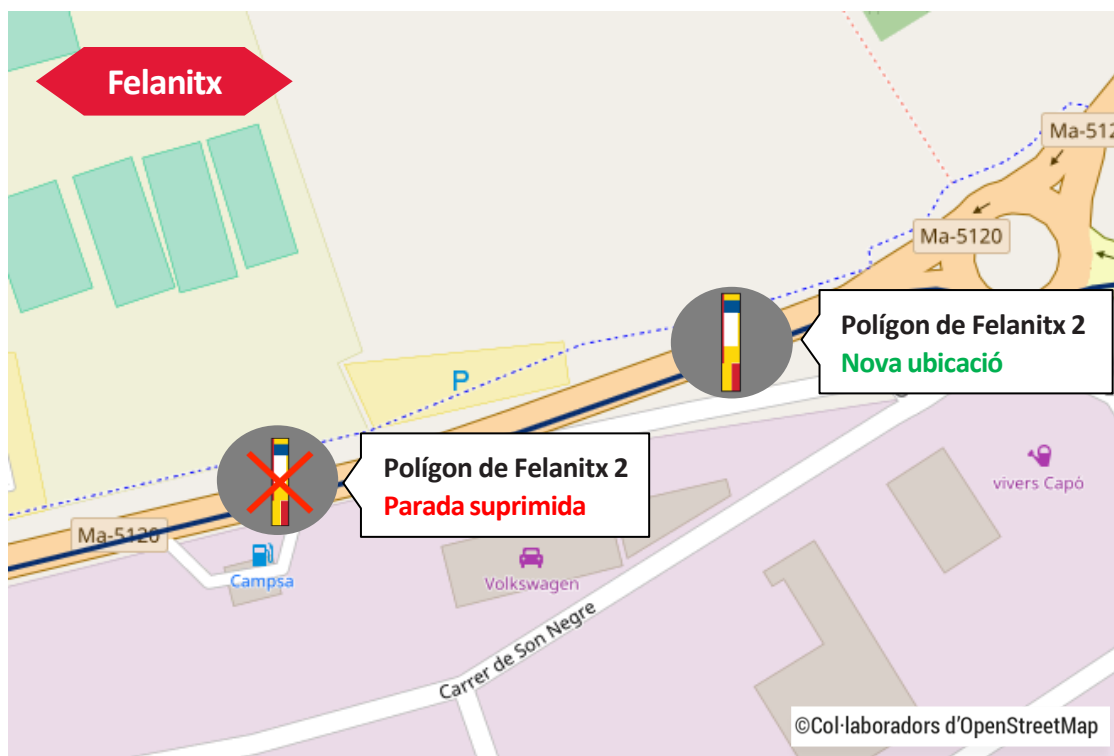 Felanitx
Ma-512
Ma-5120
Polígon de Felanitx 2
Nova ubicació
P
Polígon de Felanitx 2
Parada suprimida
vivers Capó
Ma-5120
Campsa
Volkswagen
Carrer de Son Negre
©Col·laboradors d'OpenStreetMap